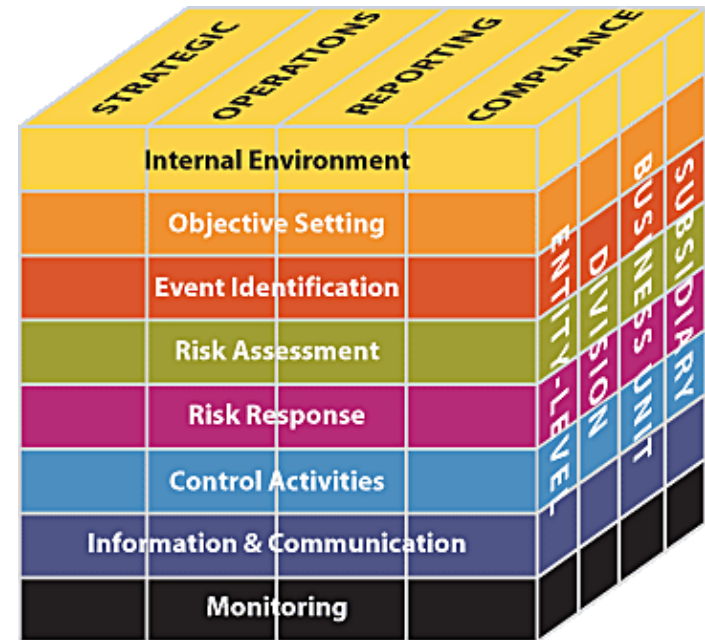 STRATEGIC
OPERATIONS
REPORTING
COMPLIANCE
Internal Environment
Objective Setting
Event Identification
Risk Assessment
Risk Response
Control Activities
Information & Communication
Monitoring
ENTITY-LEVEL
DIVISION
BUSINESS UNIT
SUBSIDIARY